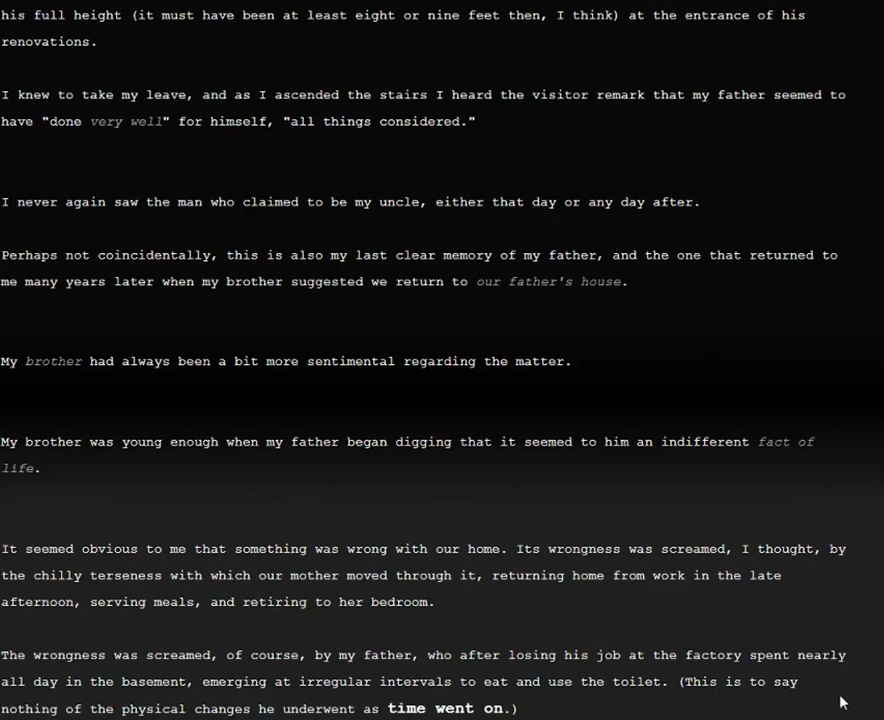 his full height (it must have been at least eight or nine feet then, I think) at the entrance of his
renovations.
I knew to take my leave, and as I ascended the stairs I heard the visitor remark that my father seemed to
have "done very well" for himself, "all things considered."
I never again saw the man who claimed to be my uncle, either that day or any day after.
Perhaps not coincidentally, this is also my last clear memory of my father, and the one that returned to
me many years later when my brother suggested we return to our father's house.
My brother had always been a bit more sentimental regarding the matter.
My brother was young enough when my father began digging that it seemed to him an indifferent fact of
life.
It seemed obvious to me that something was wrong with our home. Its wrongness was screamed, I thought, by
the chilly terseness with which our mother moved through it, returning home from work in the late
afternoon, serving meals, and retiring to her bedroom.
The wrongness was screamed, of course, by my father, who after losing his job at the factory spent nearly
all day in the basement, emerging at irregular intervals to eat and use the toilet. (This is to say
nothing of the physical changes he underwent as time went on.)